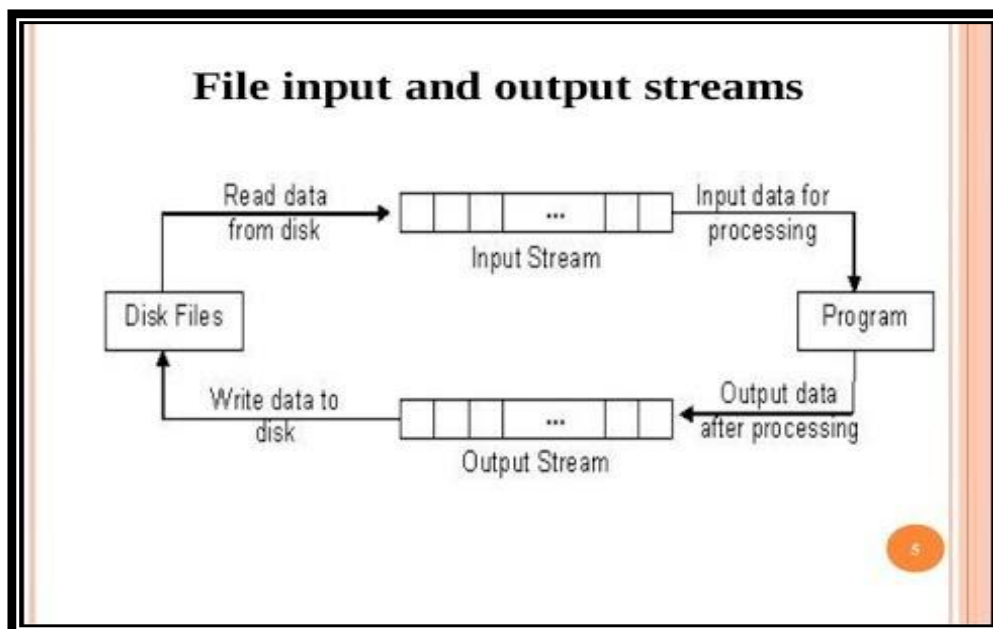 File input and output streams
Read data
from disk
...
Input Stream
Input data for
processing
Disk Files
Program
Write data to
disk
...
Output Stream
Output data
after processing
5